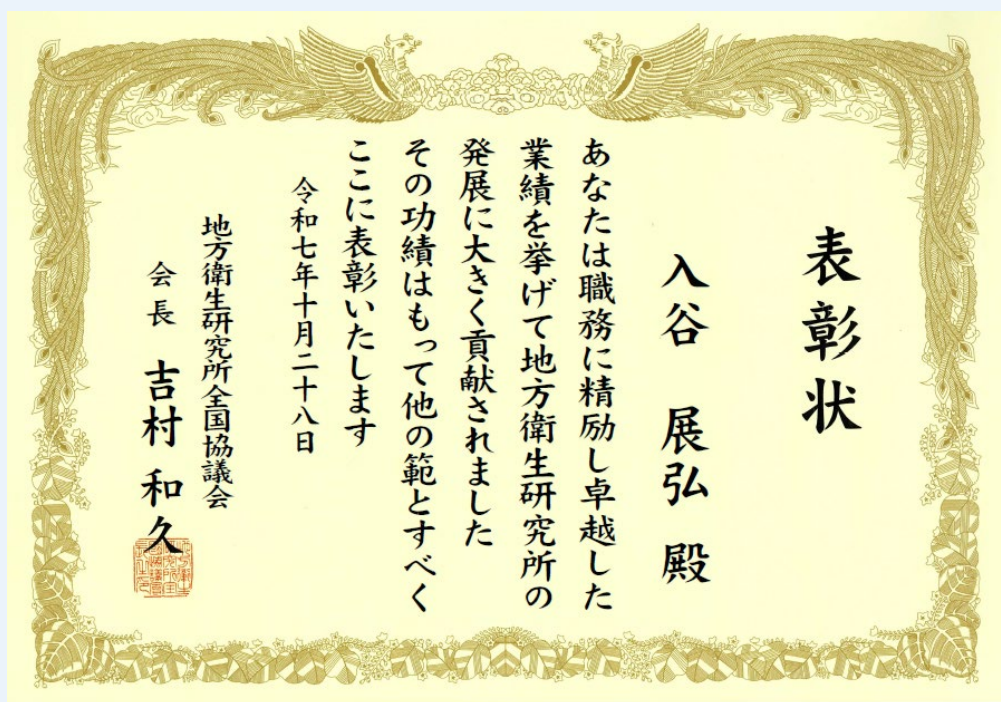 表彰状
入谷 展弘 殿
あなたは職務に精励し卓越した
業績を挙げて地方衛生研究所の
発展に大きく貢献されました
その功績はもって他の範とすべく
ここに表彰いたします
令和七年十月二十八日
地方衛生研究所全国協議会
会長 吉村 和久